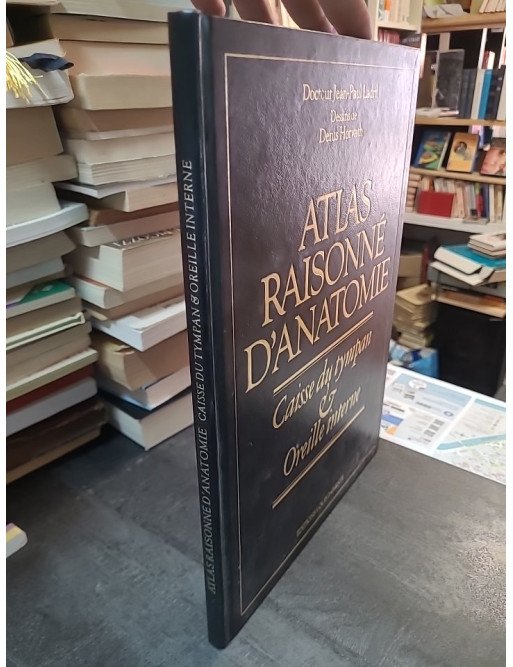 Docteur Jean-Paul
Dessins de
Denis Horvath
ATLAS
RAISONNÉ
D'ANATOMIE
Caisse du tympan
&
Oreille interne
ATLAS RAISONNÉ D'ANATOMIE CAISSE DU TYMPAN & OREILLE INTERNE